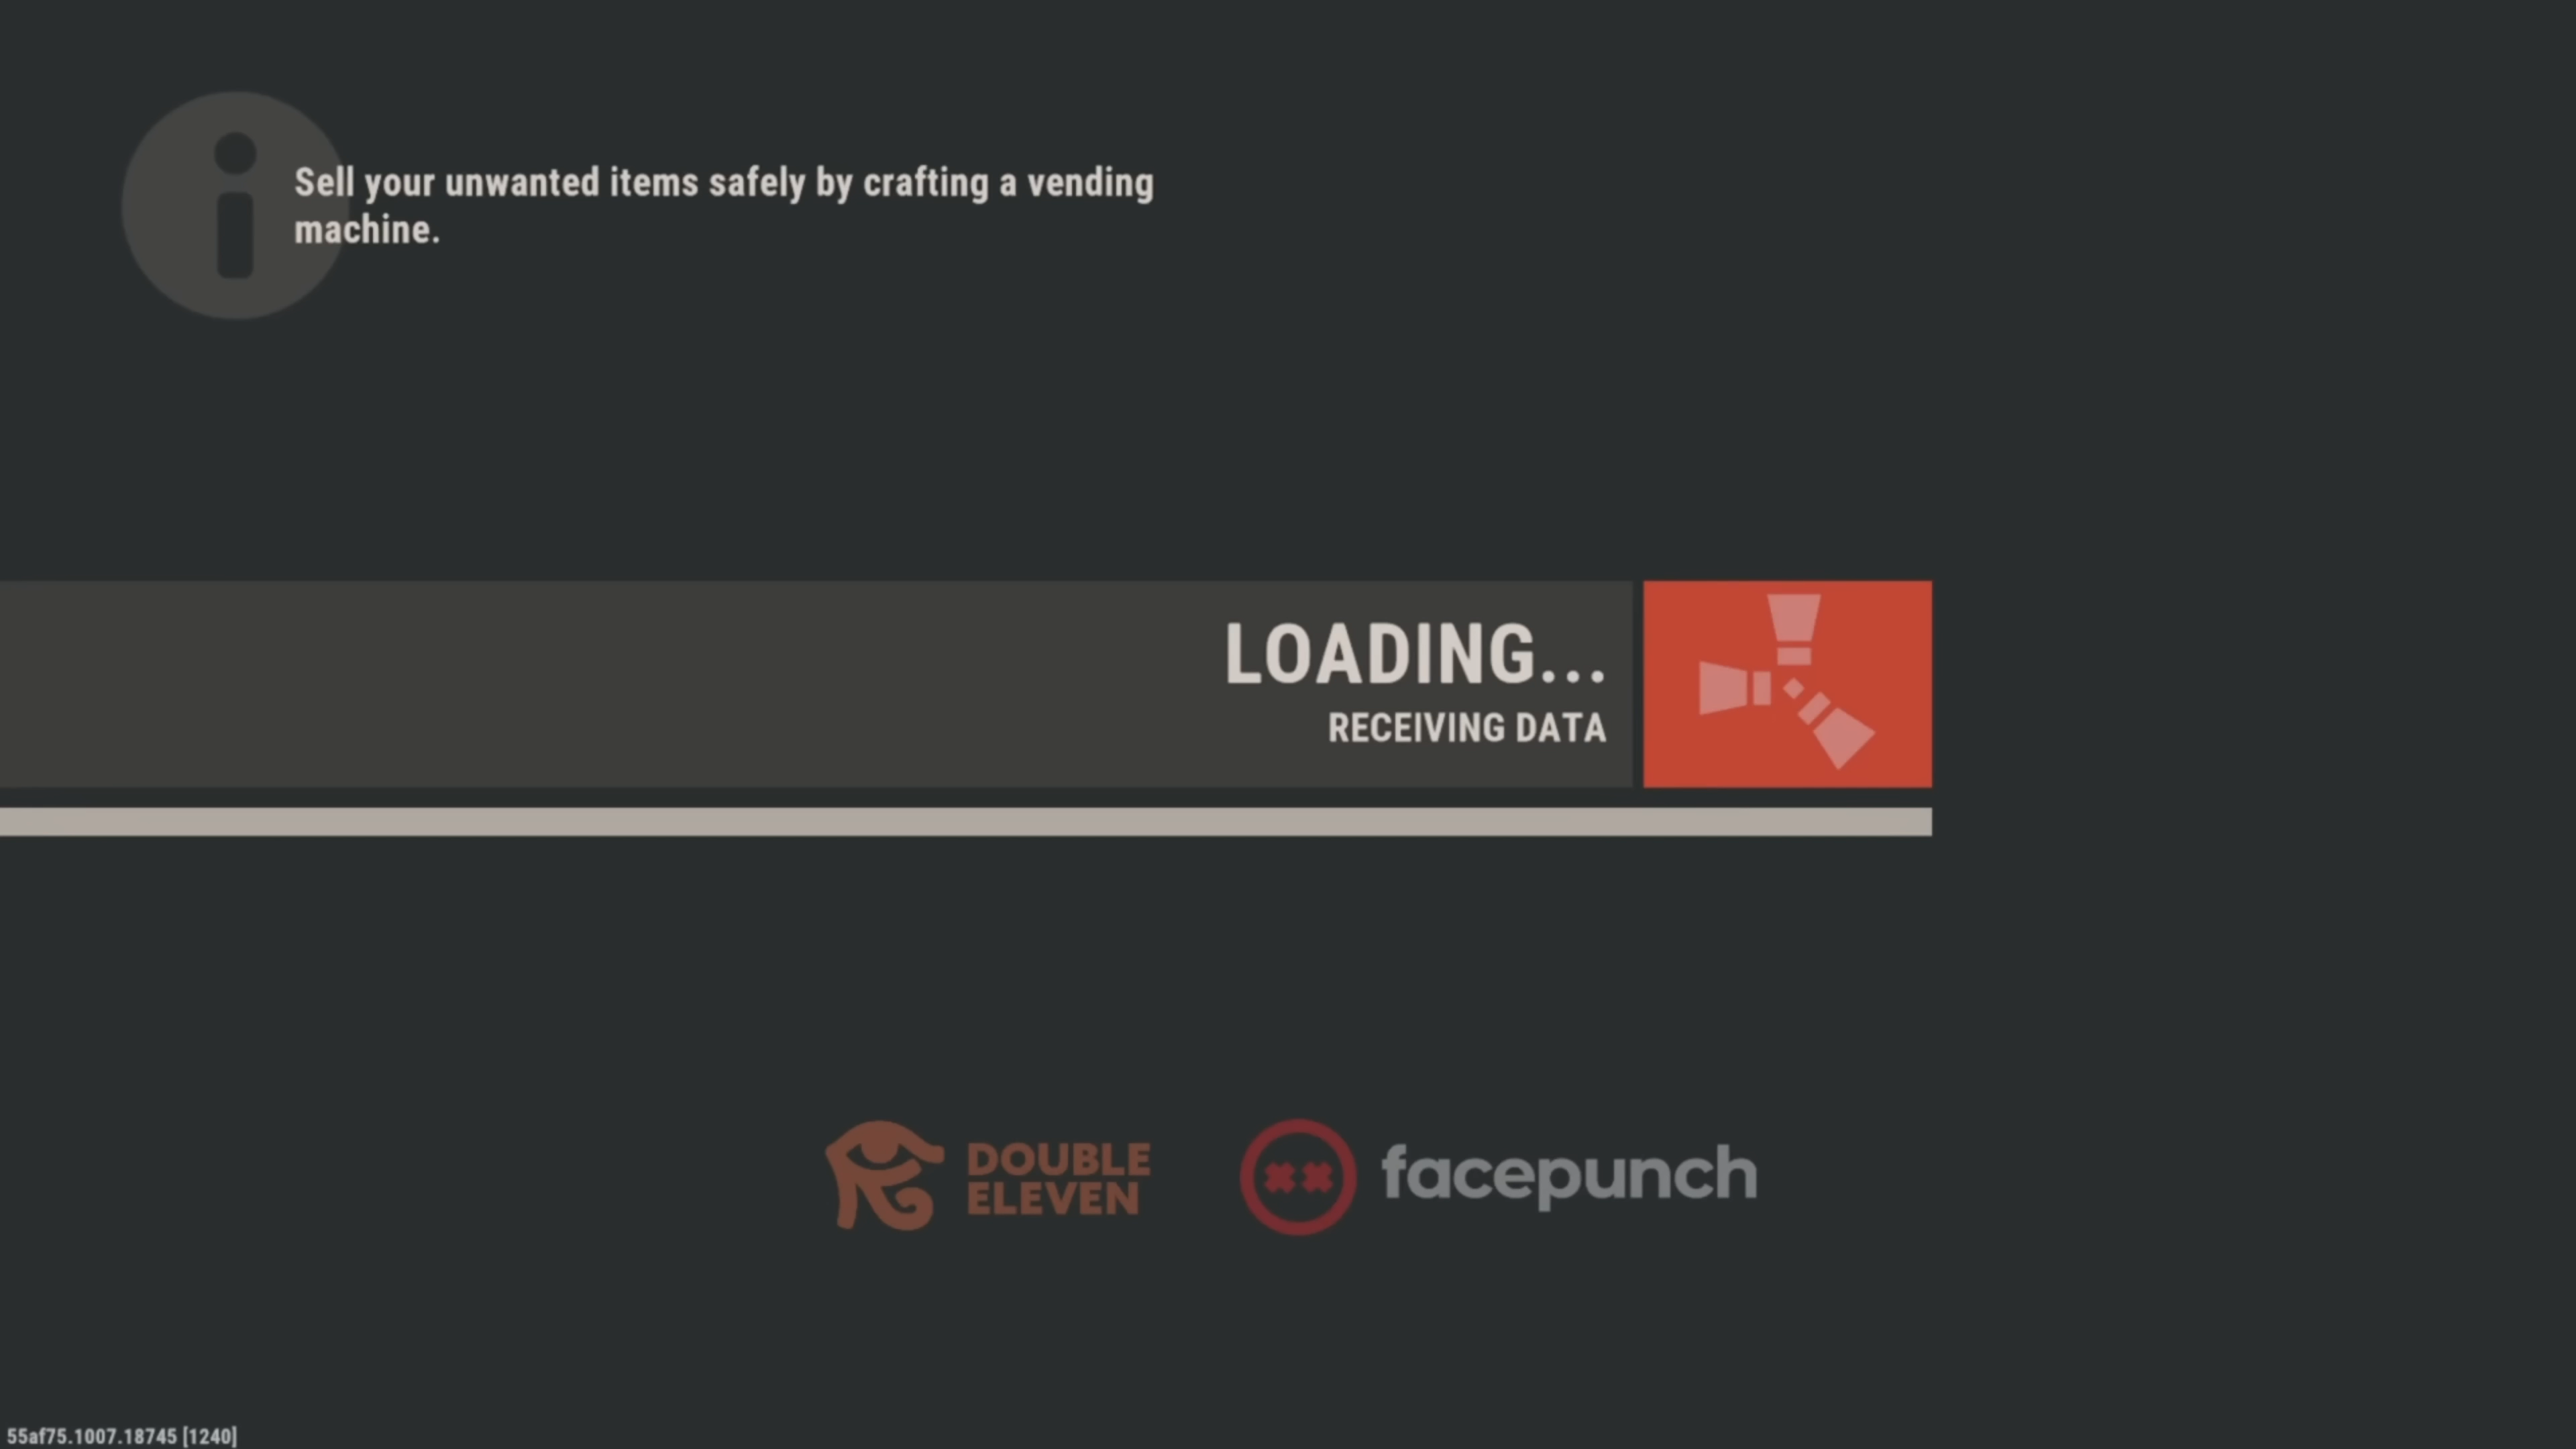 Sell your unwanted items safely by crafting a vending
machine.
LOADING...
RECEIVING DATA
DOUBLE
ELEVEN
facepunch
55af75.1007.18745 [1240]